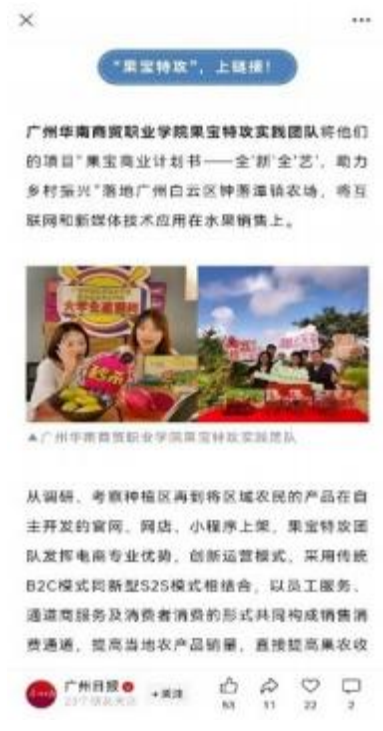 “果宝特攻”，上链接！
广州华南商贸职业学院果宝特攻实践团队将他们
的项目“果宝商业计划书——全‘新’全‘艺’，助力
乡村振兴”落地广州白云区钟落潭镇农场，将互
联网和新媒体技术应用在水果销售上。
▲广州华南商贸职业学院果宝特攻实践团队
从调研、考察种植区再到将区域农民的产品在自
主开发的官网、网店、小程序上架，果宝特攻团
队发挥电商专业优势，创新运营模式，采用传统
B2C模式同新型S2S模式相结合，以员工服务、
通道商服务及消费者消费的形式共同构成销售消
费通道，提高当地农产品销量，直接提高果农收
广州日报
+关注
11
22
2